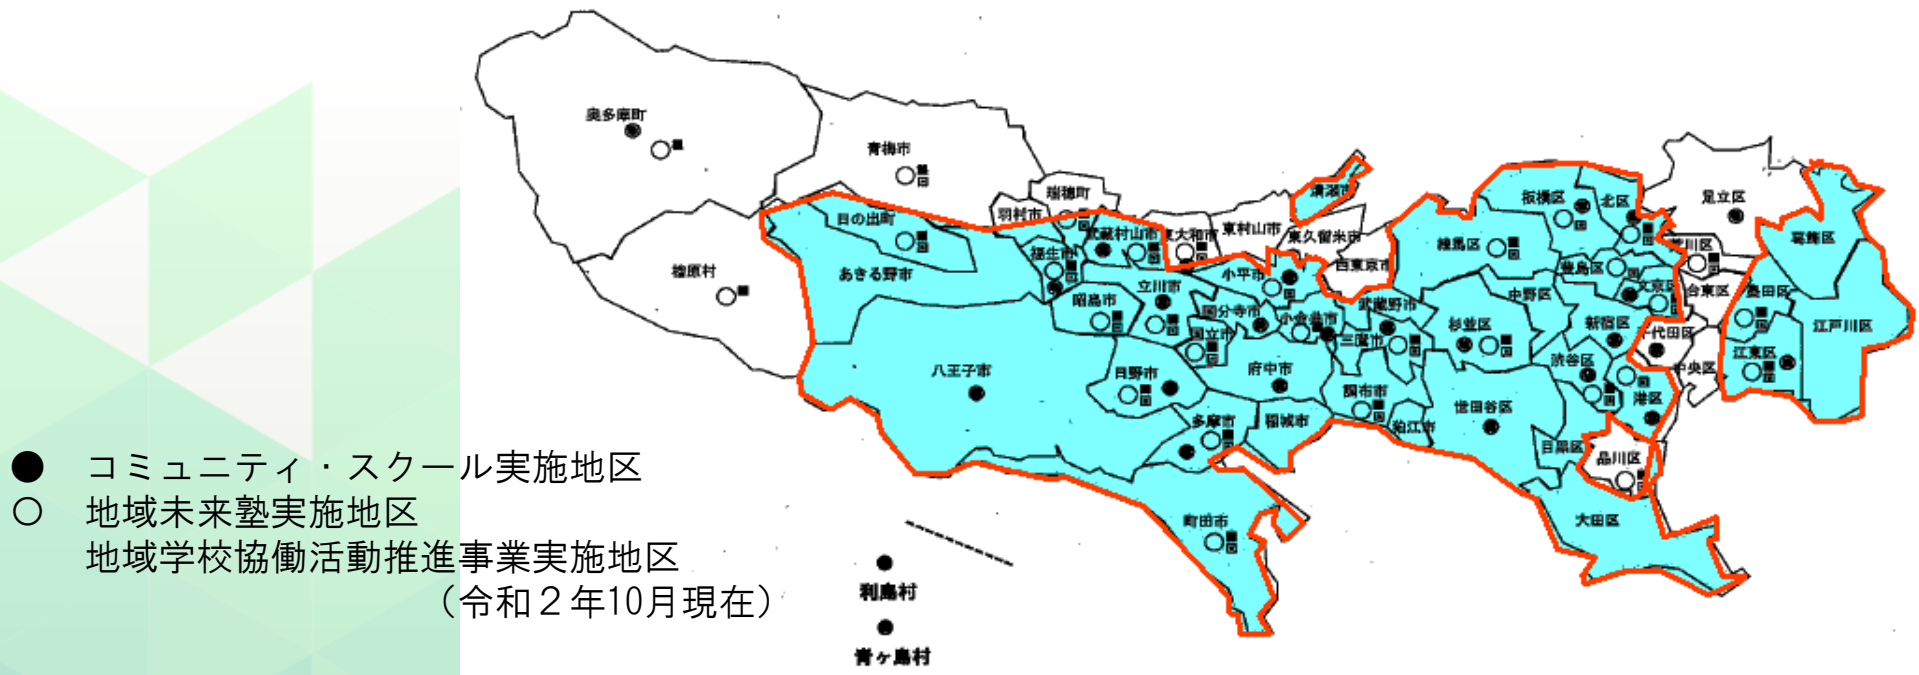 奥多摩町
青梅市
瑞穂町
羽村市
日の出町
檜原村
あきる野市
福生市
武蔵村山市
東大和市
東村山市
清瀬市
東久留米市
西東京市
小平市
立川市
昭島市
国分寺市
小金井市
国立市
武蔵野市
三鷹市
八王子市
日野市
府中市
調布市
狛江市
多摩市
稲城市
町田市
板橋区
北区
足立区
葛飾区
練馬区
荒川区
豊島区
文京区
台東区
墨田区
中野区
杉並区
新宿区
千代田区
江戸川区
渋谷区
中央区
江東区
港区
世田谷区
目黒区
品川区
大田区
● コミュニティ・スクール実施地区
○ 地域未来塾実施地区
地域学校協働活動推進事業実施地区
（令和２年10月現在）
利島村
青ヶ島村